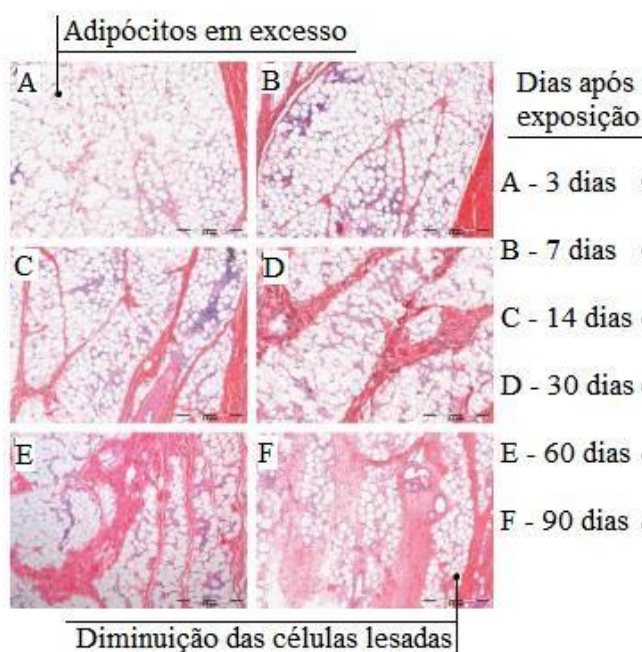 Adipócitos em excesso
A
B
Dias após
exposição
A - 3 dias
B - 7 dias
C
D
C - 14 dias
D - 30 dias
E
F
E - 60 dias
F - 90 dias
Diminuição das células lesadas